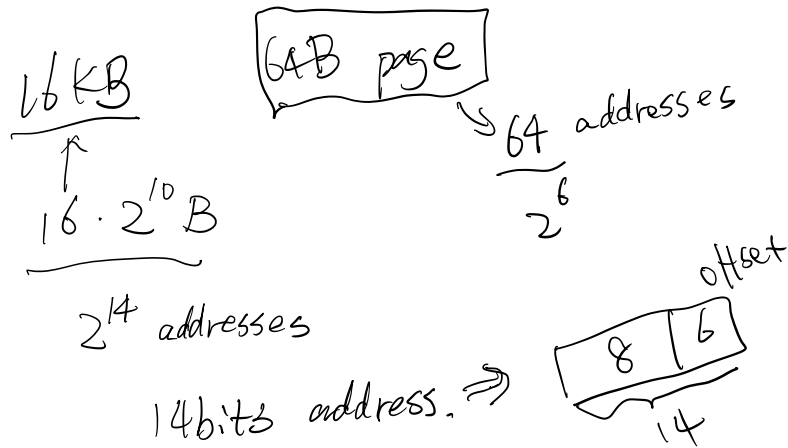 16KB
16 · 2^10 B
2^14 addresses
64B page
64 addresses
2^6
14bits address. ⇒
offset
8 6
14